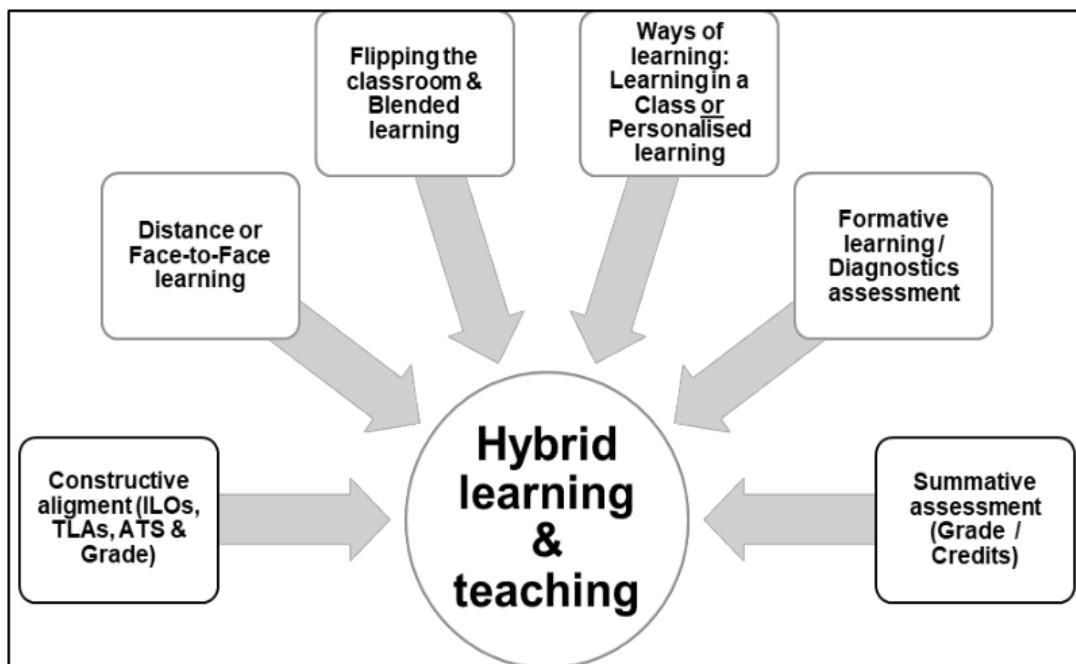 Flipping the
classroom &
Blended
learning
Ways of
learning:
Learning in a
Class or
Personalised
learning
Distance or
Face-to-Face
learning
Formative
learning /
Diagnostics
assessment
Constructive
aligment (ILOs,
TLAs, ATS &
Grade)
Hybrid
learning
&
teaching
Summative
assessment
(Grade /
Credits)